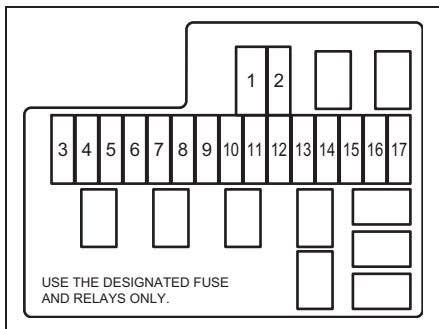 1 2
3 4 5 6 7 8 9 10 11 12 13 14 15 16 17
USE THE DESIGNATED FUSE
AND RELAYS ONLY.